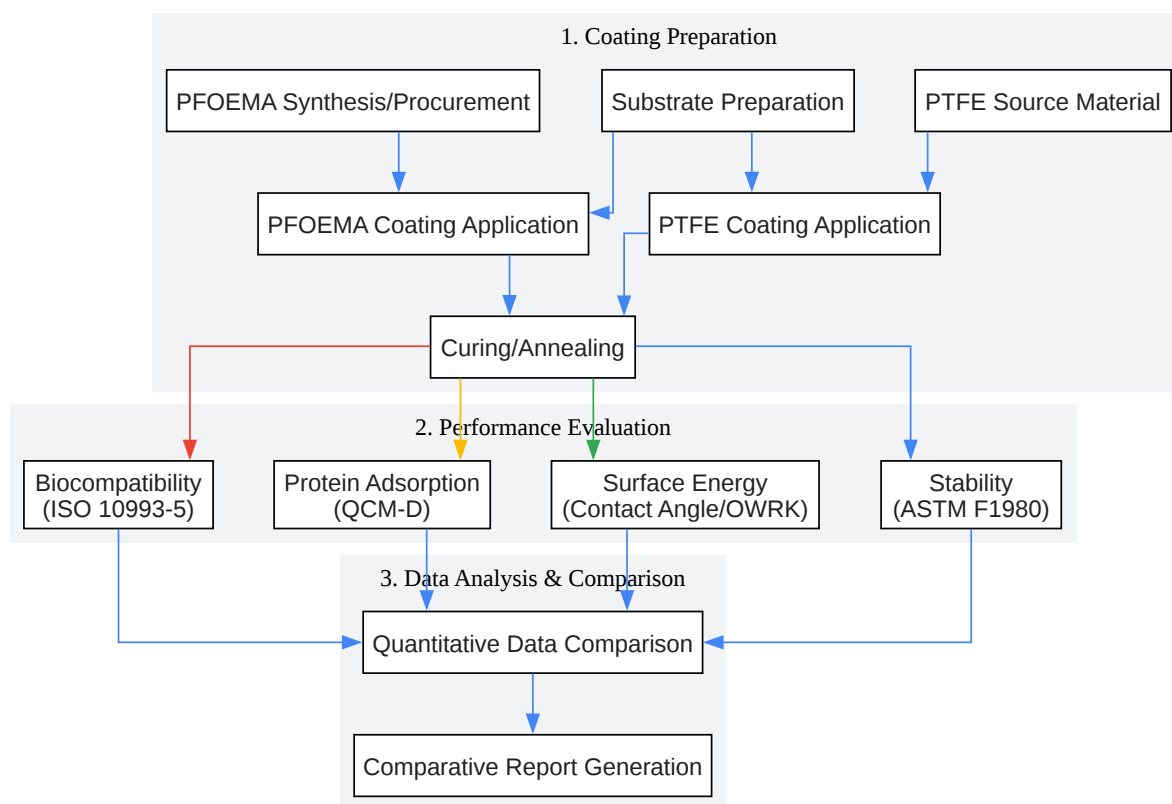 1. Coating Preparation
PFOEMA Synthesis/Procurement
Substrate Preparation
PTFE Source Material
PFOEMA Coating Application
PTFE Coating Application
Curing/Annealing
2. Performance Evaluation
Biocompatibility
(ISO 10993-5)
Protein Adsorption
(QCM-D)
Surface Energy
(Contact Angle/OWRK)
Stability
(ASTM F1980)
3. Data Analysis & Comparison
Quantitative Data Comparison
Comparative Report Generation